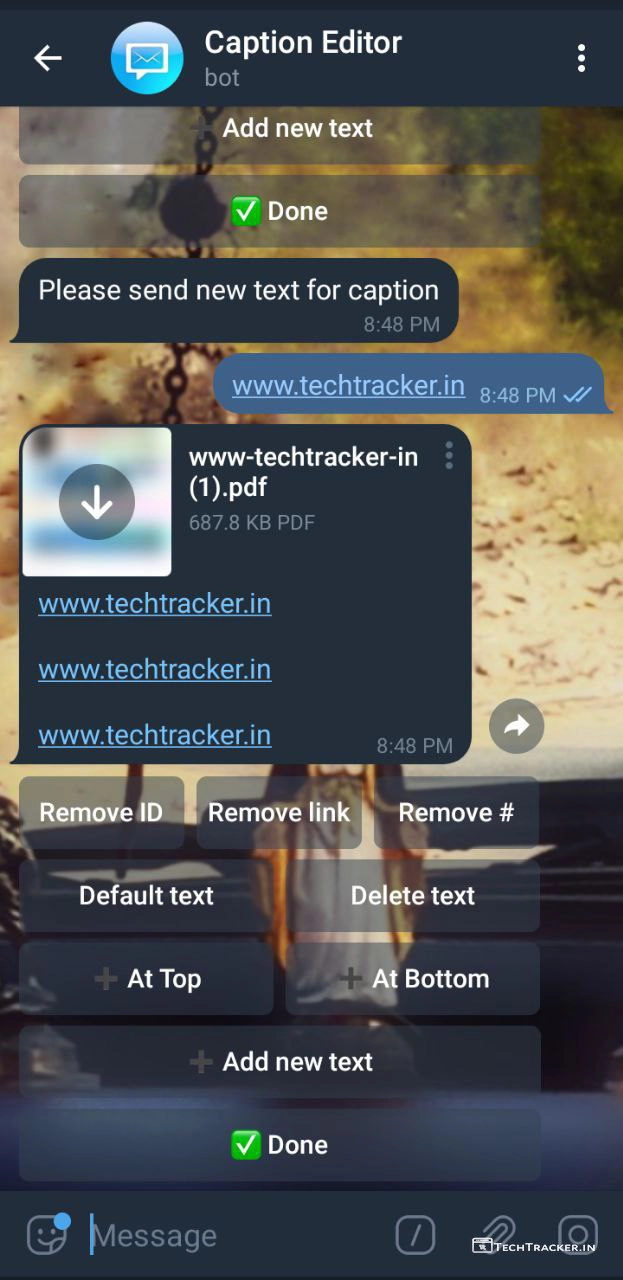 Caption Editor
bot
➕ Add new text
✅ Done
Please send new text for caption
8:48 PM
www.techtracker.in 8:48 PM
www-techtracker-in
(1).pdf
687.8 KB PDF
www.techtracker.in
www.techtracker.in
www.techtracker.in
8:48 PM
Remove ID Remove link Remove #
Default text Delete text
➕ At Top ➕ At Bottom
➕ Add new text
✅ Done
Message
TECHTRACKER.IN